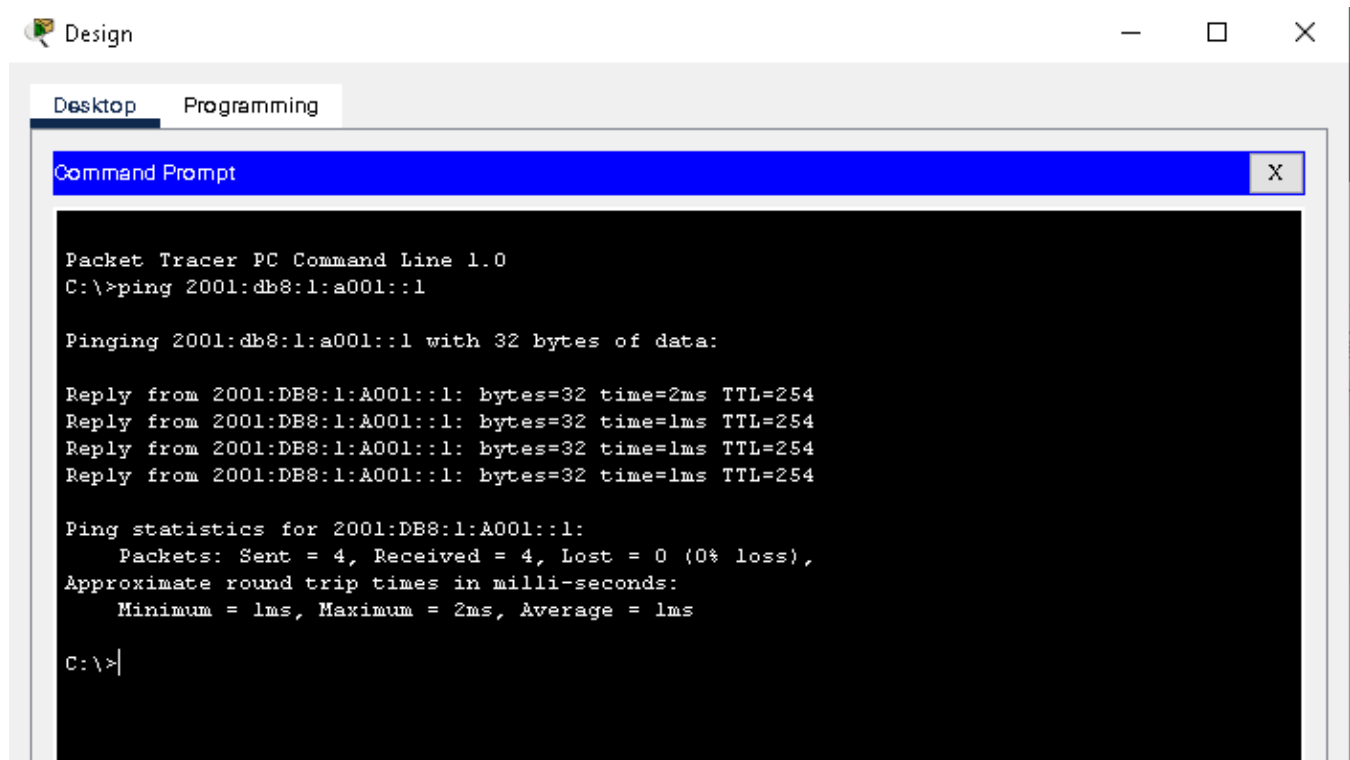 Design
Desktop Programming
Command Prompt X
Packet Tracer PC Command Line 1.0
C:\>ping 2001:db8:1:a001::1
Pinging 2001:db8:1:a001::1 with 32 bytes of data:
Reply from 2001:DB8:1:A001::1: bytes=32 time=2ms TTL=254
Reply from 2001:DB8:1:A001::1: bytes=32 time=1ms TTL=254
Reply from 2001:DB8:1:A001::1: bytes=32 time=1ms TTL=254
Reply from 2001:DB8:1:A001::1: bytes=32 time=1ms TTL=254
Ping statistics for 2001:DB8:1:A001::1:
    Packets: Sent = 4, Received = 4, Lost = 0 (0% loss),
Approximate round trip times in milli-seconds:
    Minimum = 1ms, Maximum = 2ms, Average = 1ms
C:\>